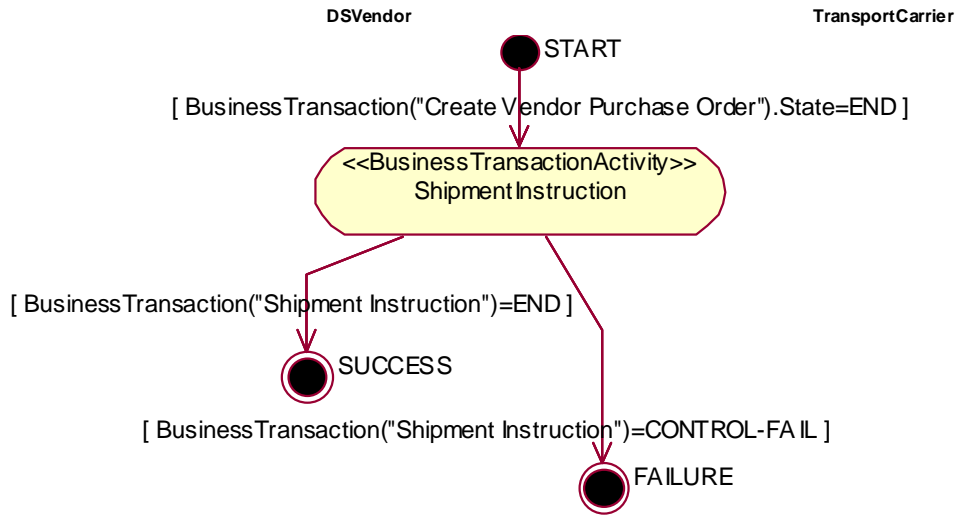 DSVendor
TransportCarrier
START
[ BusinessTransaction("Create Vendor Purchase Order").State=END ]
<<BusinessTransactionActivity>>
ShipmentInstruction
[ BusinessTransaction("Shipment Instruction")=END ]
SUCCESS
[ BusinessTransaction("Shipment Instruction")=CONTROL-FAIL ]
FAILURE